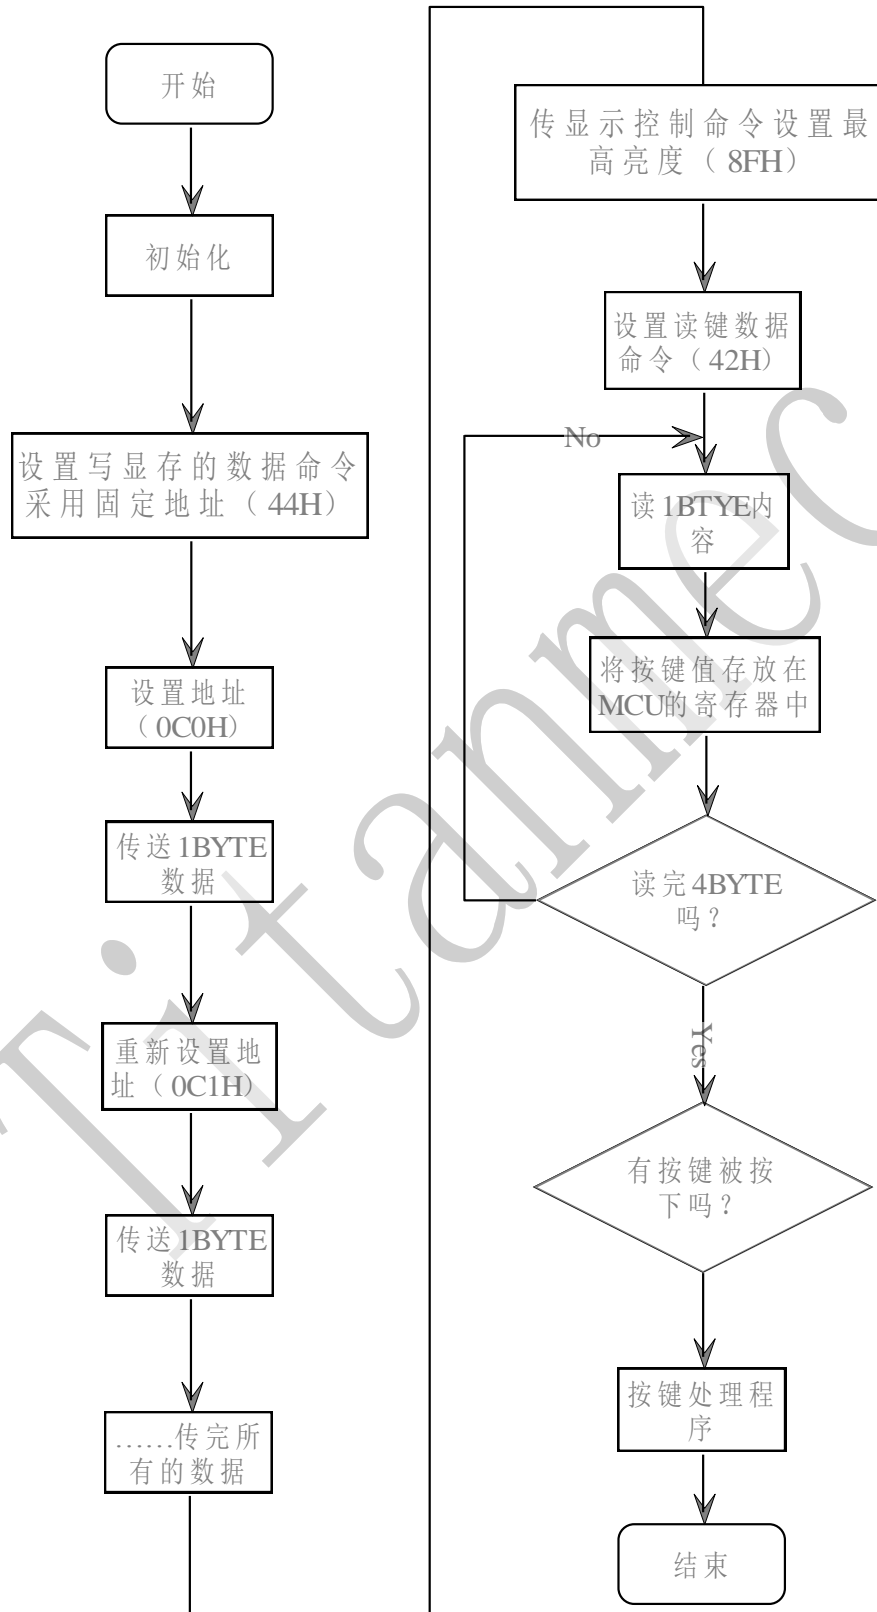 开始
初始化
设置写显存的数据命令
采用固定地址（44H）
设置地址
（0C0H）
传送1BYTE
数据
重新设置地
址（0C1H）
传送1BYTE
数据
……传完所
有的数据
传显示控制命令设置最
高亮度（8FH）
设置读键数据
命令（42H）
No
读1BTYE内
容
将按键值存放在
MCU的寄存器中
读完4BYTE
吗？
Yes
有按键被按
下吗？
按键处理程
序
结束
Titanmec